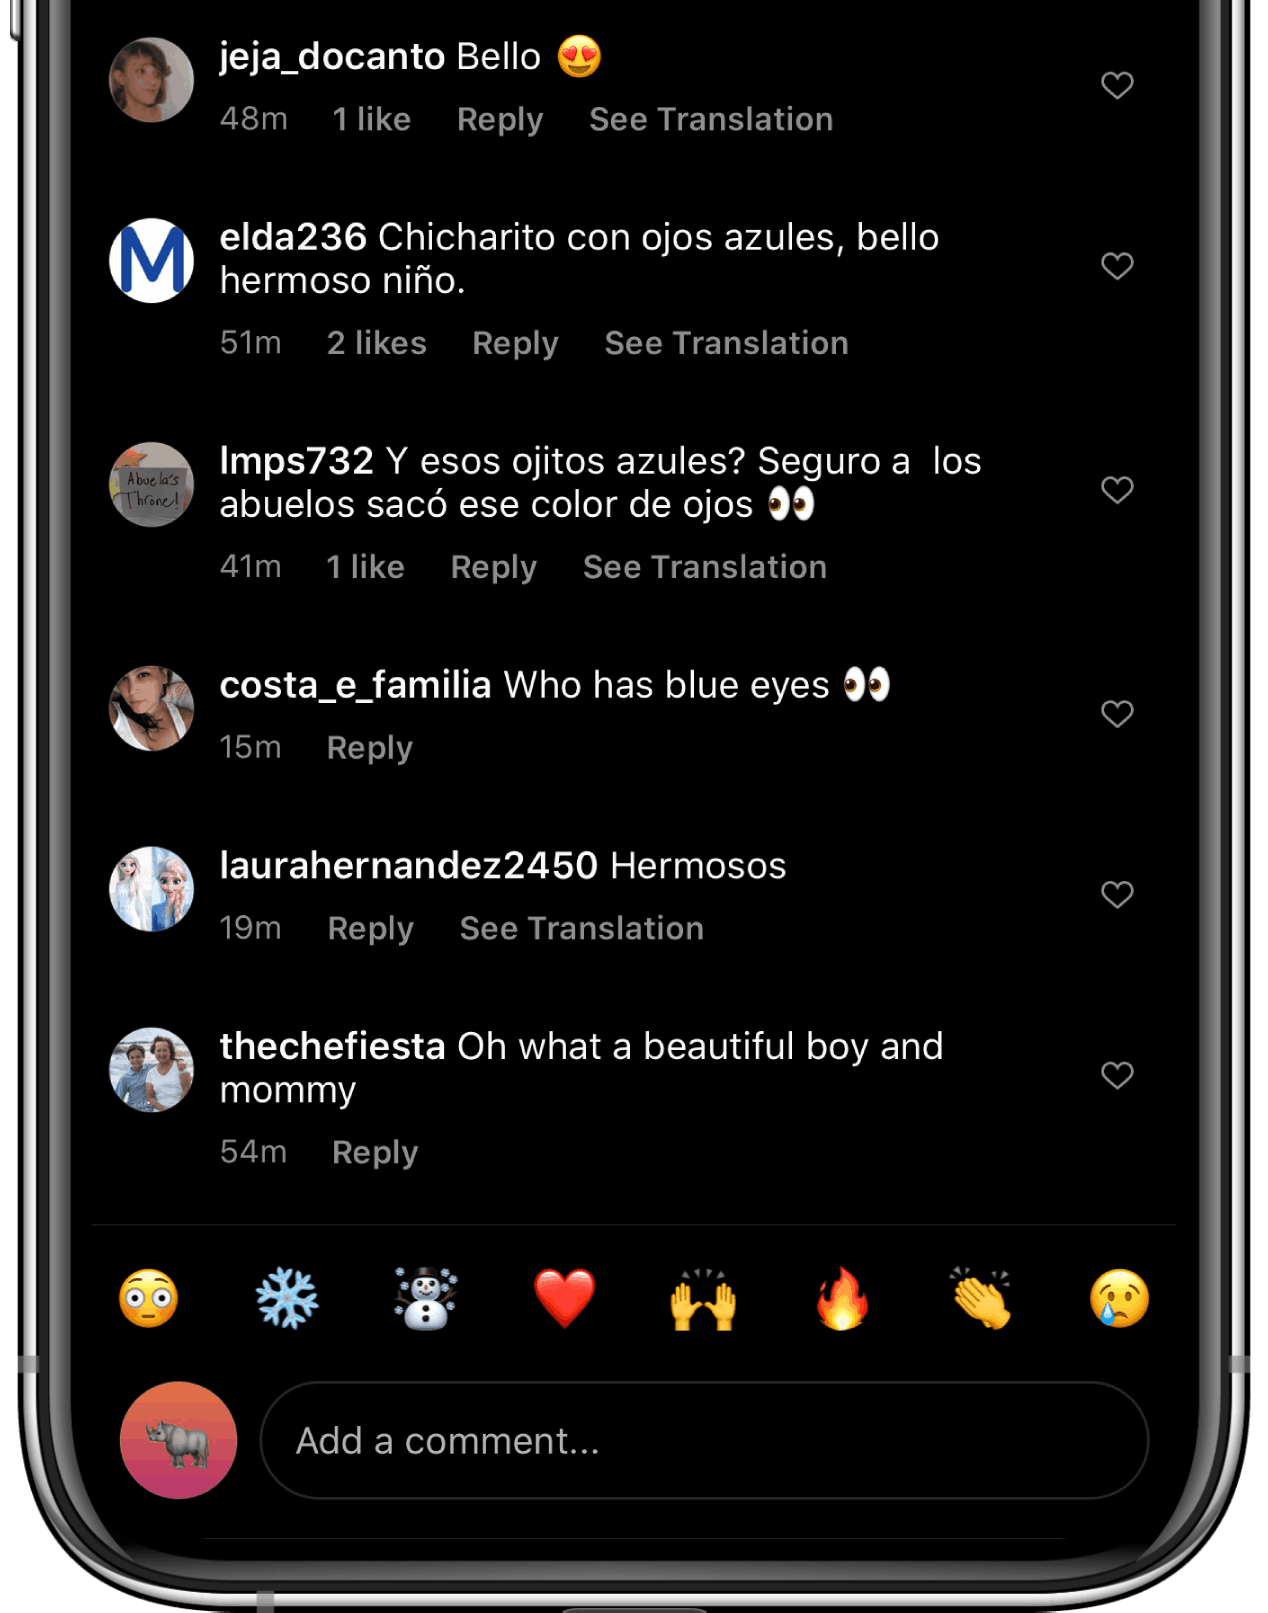 jeja_docanto Bello 😍
48m 1 like Reply See Translation
M
elda236 Chicharito con ojos azules, bello
hermoso niño.
51m 2 likes Reply See Translation
Abuela's
Throne!
lmps732 Y esos ojitos azules? Seguro a  los
abuelos sacó ese color de ojos 👀
41m 1 like Reply See Translation
costa_e_familia Who has blue eyes 👀
15m Reply
laurahernandez2450 Hermosos
19m Reply See Translation
thechefiesta Oh what a beautiful boy and
mommy
54m Reply
Add a comment...